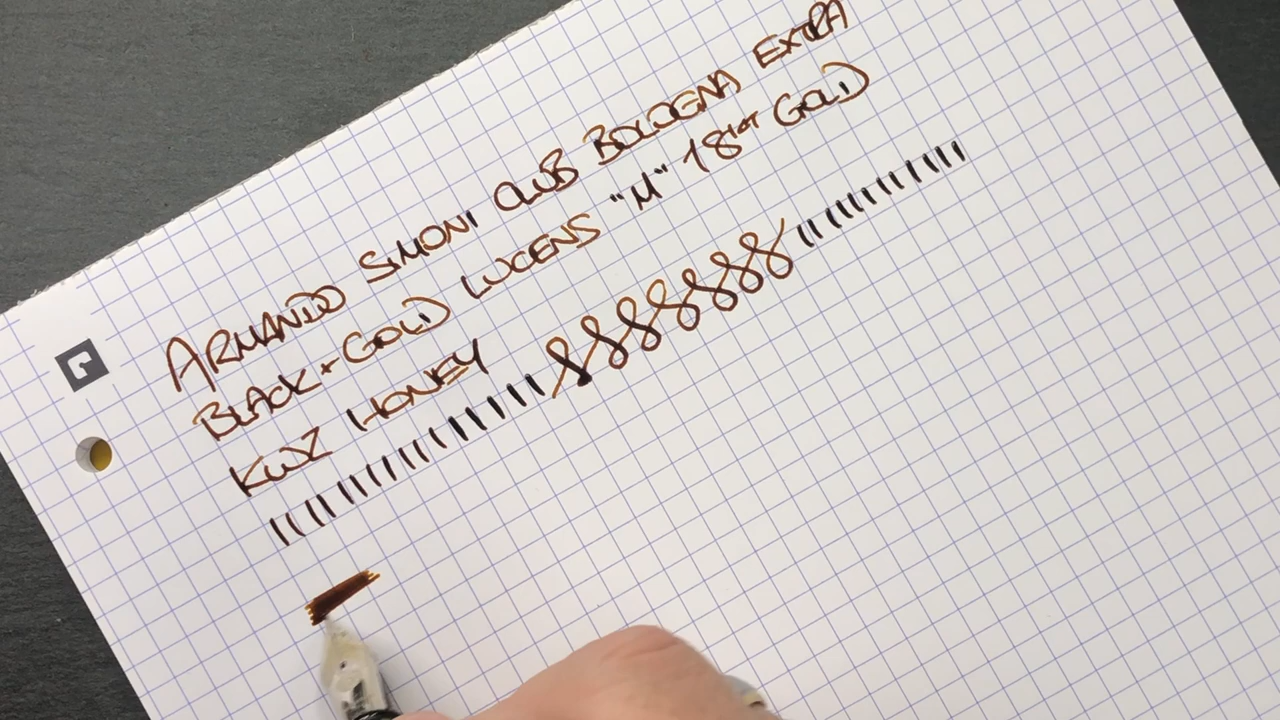 ARMANDO SIMONI CLUB BOLOGNA EXTRA
BLACK + GOLD LUCENS "M" 18KT GOLD
KWZ HONEY